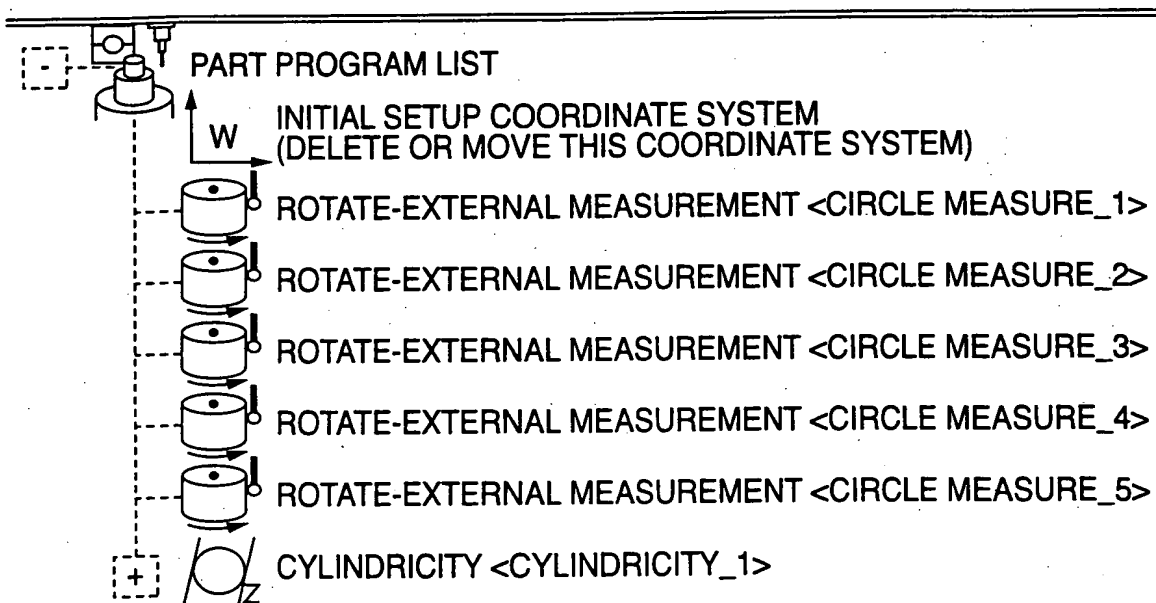 -
PART PROGRAM LIST
W
INITIAL SETUP COORDINATE SYSTEM
(DELETE OR MOVE THIS COORDINATE SYSTEM)
ROTATE-EXTERNAL MEASUREMENT <CIRCLE MEASURE_1>
ROTATE-EXTERNAL MEASUREMENT <CIRCLE MEASURE_2>
ROTATE-EXTERNAL MEASUREMENT <CIRCLE MEASURE_3>
ROTATE-EXTERNAL MEASUREMENT <CIRCLE MEASURE_4>
ROTATE-EXTERNAL MEASUREMENT <CIRCLE MEASURE_5>
+
Z
CYLINDRICITY <CYLINDRICITY_1>